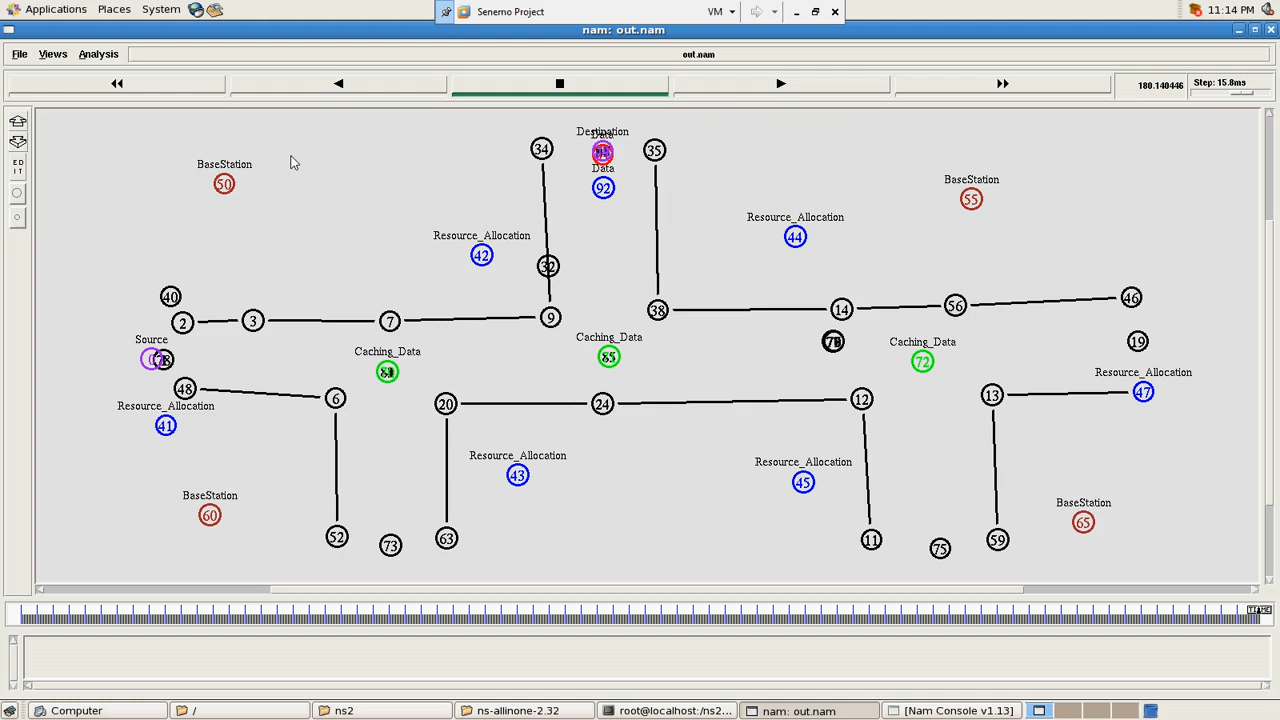 Applications Places System
Senemo Project
VM
11:14 PM
nam: out.nam
File Views Analysis
out.nam
180.140446
Step: 15.8ms
ED
IT
Destination
Data
34
35
Data
92
BaseStation
50
BaseStation
55
Resource_Allocation
42
Resource_Allocation
44
32
40
2
3
7
9
38
14
56
46
Source
Caching_Data
Caching_Data
85
Caching_Data
72
19
48
6
20
24
12
13
Resource_Allocation
47
Resource_Allocation
41
Resource_Allocation
43
Resource_Allocation
45
BaseStation
60
BaseStation
65
52
73
63
11
75
59
TIME
Computer
/
ns2
ns-allinone-2.32
root@localhost:/ns2...
nam: out.nam
[Nam Console v1.13]